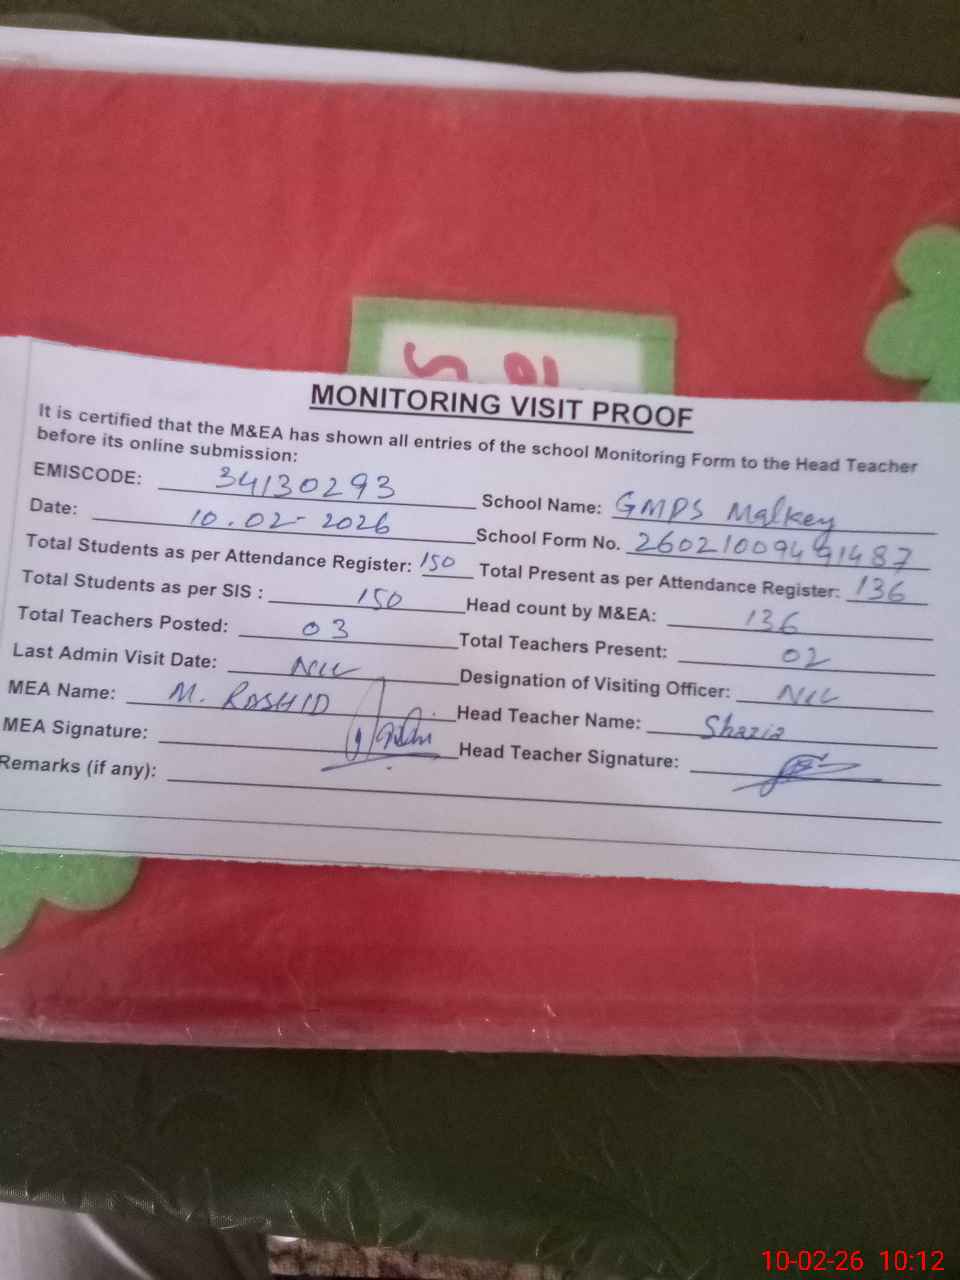 MONITORING VISIT PROOF
It is certified that the M&EA has shown all entries of the school Monitoring Form to the Head Teacher
before its online submission:
EMISCODE: 34130293 School Name: GMPS Malkey
Date: 10.02-2026 School Form No. 26021009491487
Total Students as per Attendance Register: 150 Total Present as per Attendance Register: 136
Total Students as per SIS : 150 Head count by M&EA: 136
Total Teachers Posted: 03 Total Teachers Present: 02
Last Admin Visit Date: NIL Designation of Visiting Officer: NIL
MEA Name: M. RASHID Head Teacher Name: Shazia
MEA Signature: Head Teacher Signature:
Remarks (if any):
10-02-26 10:12